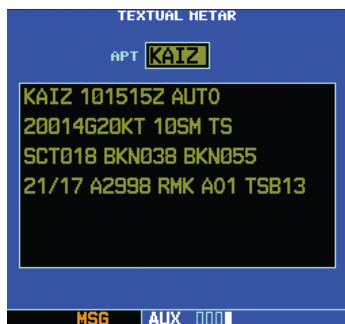 TEXTUAL METAR
APT KAIZ
KAIZ 101515Z AUTO
20014G20KT 10SM TS
SCT018 BKN038 BKN055
21/17 A2998 RMK A01 TSB13
MSG AUX